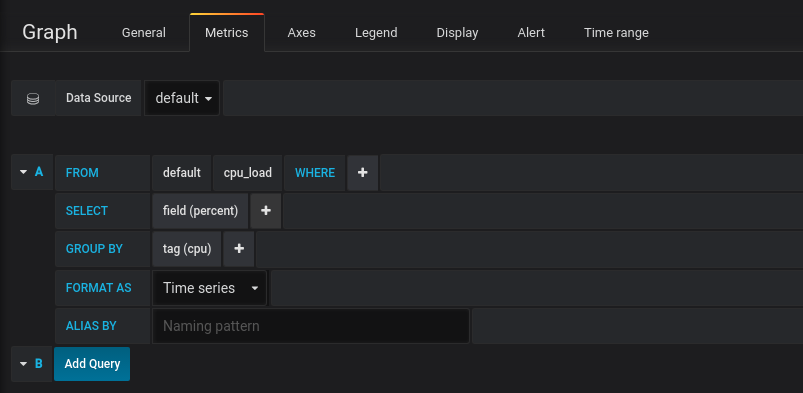 Graph General Metrics Axes Legend Display Alert Time range
Data Source default
A FROM default cpu_load WHERE +
SELECT field (percent) +
GROUP BY tag (cpu) +
FORMAT AS Time series
ALIAS BY Naming pattern
B Add Query